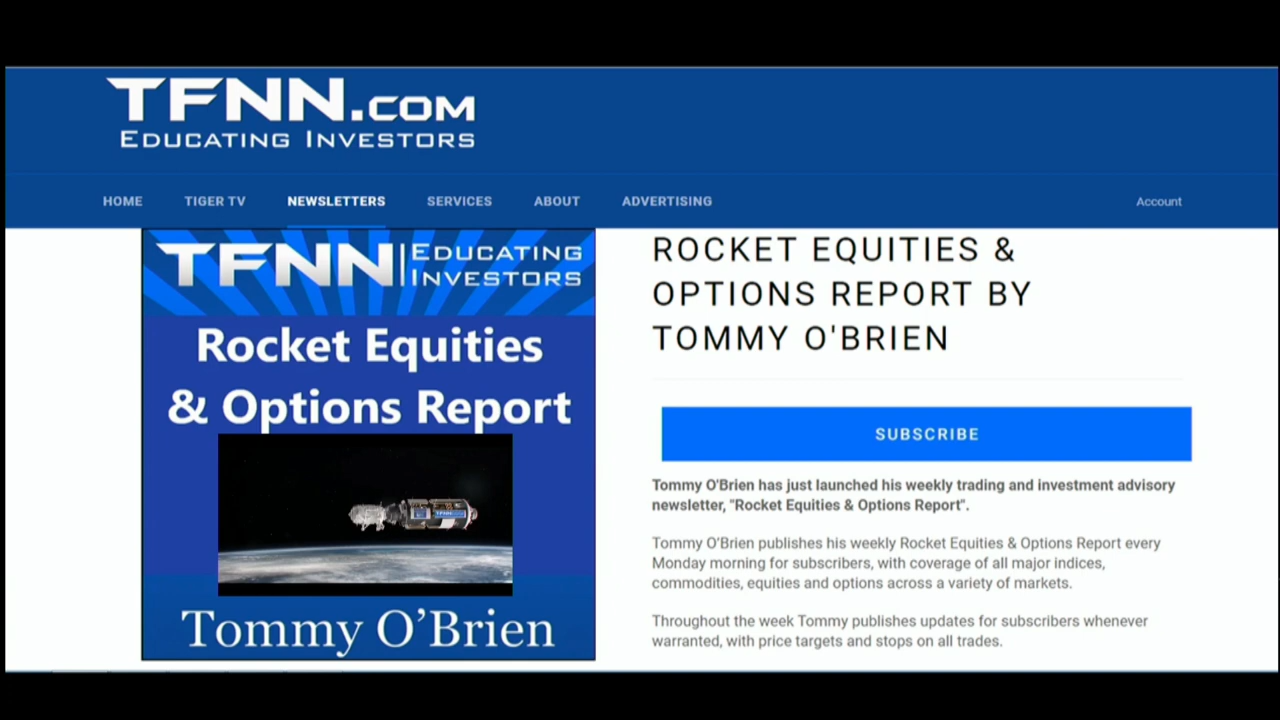 TFNN.COM
EDUCATING INVESTORS
HOME TIGER TV NEWSLETTERS SERVICES ABOUT ADVERTISING Account
TFNN | EDUCATING INVESTORS
Rocket Equities
& Options Report
TFNN
Tommy O’Brien
ROCKET EQUITIES &
OPTIONS REPORT BY
TOMMY O'BRIEN
SUBSCRIBE
Tommy O'Brien has just launched his weekly trading and investment advisory
newsletter, "Rocket Equities & Options Report".
Tommy O’Brien publishes his weekly Rocket Equities & Options Report every
Monday morning for subscribers, with coverage of all major indices,
commodities, equities and options across a variety of markets.
Throughout the week Tommy publishes updates for subscribers whenever
warranted, with price targets and stops on all trades.